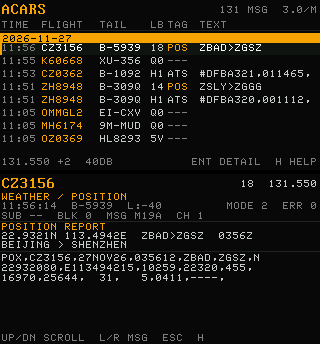 ACARS 131 MSG 3.0/M
TIME FLIGHT TAIL LB TAG TEXT
2026-11-27
11:56 CZ3156 B-5939 18 POS ZBAD>ZGSZ
11:55 K60668 XU-356 Q0 ---
11:53 CZ0362 B-1092 H1 ATS #DFBA321,011465,
11:51 ZH8948 B-309Q 14 POS ZSLY>ZGGG
11:51 ZH8948 B-309Q H1 ATS #DFBA320,001112,
11:05 OMMGL2 EI-CXV Q0 ---
11:05 MH6174 9M-MUD Q0 ---
11:05 OZ0369 HL8293 5V ---
131.550 +2 40DB ENT DETAIL H HELP
CZ3156 18 131.550
WEATHER / POSITION
11:56:14 B-5939 L:-40 MODE 2 ERR 0
SUB -- BLK 0 MSG M19A CH 1
POSITION REPORT
22.9321N 113.4942E ZBAD>ZGSZ 0356Z
BEIJING > SHENZHEN
POX,CZ3156,27NOV26,035612,ZBAD,ZGSZ,N
22932080,E113494215,10259,22320,455,
16970,25644, 31, 5,0411,----,
UP/DN SCROLL L/R MSG ESC H